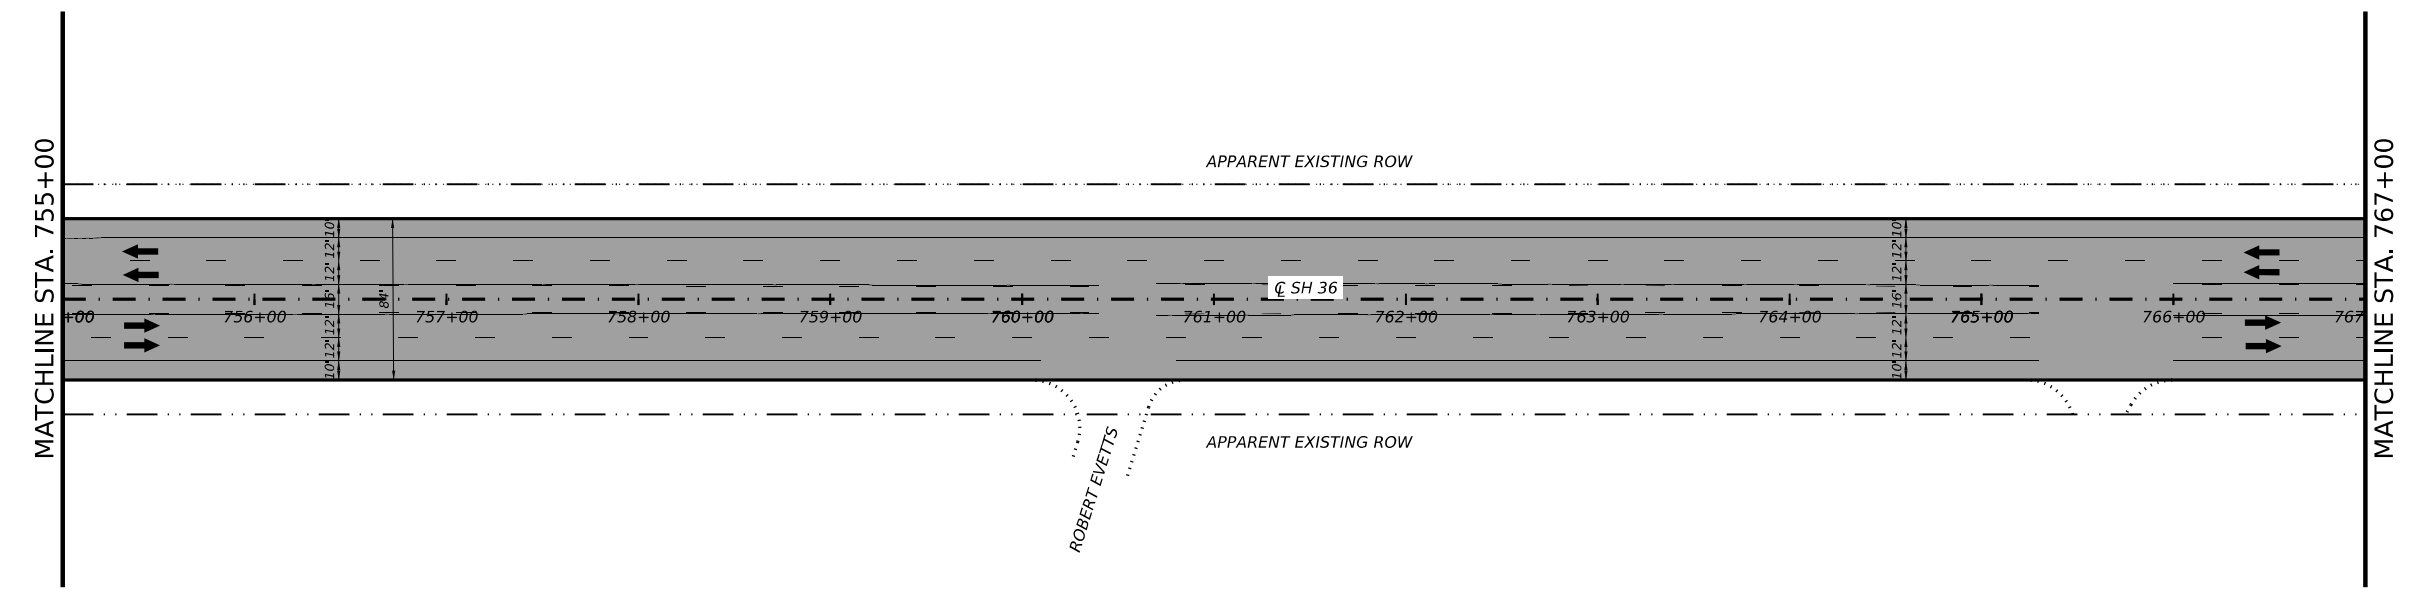 MATCHLINE STA. 755+00
APPARENT EXISTING ROW
10'
12'
12'
16'
12'
12'
10'
84'
℄ SH 36
10'
12'
12'
16'
12'
12'
10'
+00 756+00 757+00 758+00 759+00 760+00 761+00 762+00 763+00 764+00 765+00 766+00 767
APPARENT EXISTING ROW
ROBERT EVETTS
MATCHLINE STA. 767+00